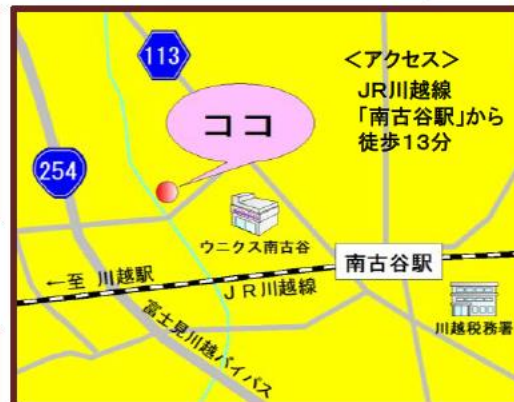 113
＜アクセス＞
JR川越線
「南古谷駅」から
徒歩13分
ココ
254
ウニクス南古谷
南古谷駅
←至 川越駅
JR川越線
川越税務署
富士見川越バイパス